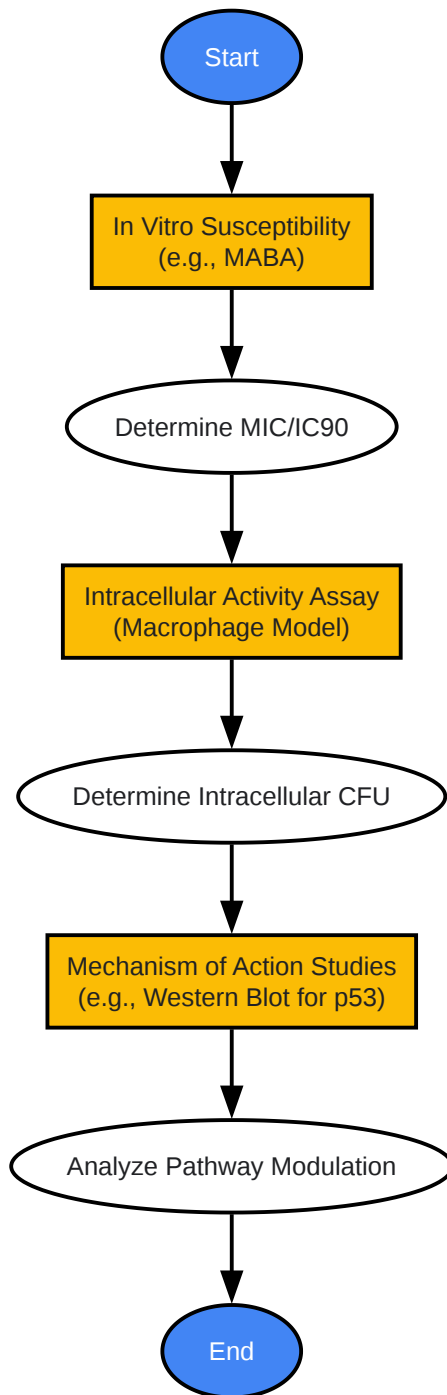 Start
In Vitro Susceptibility
(e.g., MABA)
Determine MIC/IC90
Intracellular Activity Assay
(Macrophage Model)
Determine Intracellular CFU
Mechanism of Action Studies
(e.g., Western Blot for p53)
Analyze Pathway Modulation
End